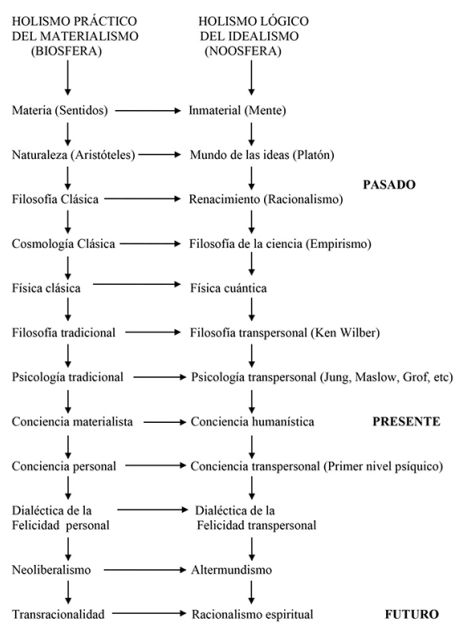 HOLISMO PRÁCTICO
DEL MATERIALISMO
(BIOSFERA)
HOLISMO LÓGICO
DEL IDEALISMO
(NOOSFERA)
Materia (Sentidos)
Inmaterial (Mente)
Naturaleza (Aristóteles)
Mundo de las ideas (Platón)
PASADO
Filosofía Clásica
Renacimiento (Racionalismo)
Cosmología Clásica
Filosofía de la ciencia (Empirismo)
Física clásica
Física cuántica
Filosofía tradicional
Filosofía transpersonal (Ken Wilber)
Psicología tradicional
Psicología transpersonal (Jung, Maslow, Grof, etc)
Conciencia materialista
Conciencia humanística
PRESENTE
Conciencia personal
Conciencia transpersonal (Primer nivel psíquico)
Dialéctica de la
Felicidad personal
Dialéctica de la
Felicidad transpersonal
Neoliberalismo
Altermundismo
Transracionalidad
Racionalismo espiritual
FUTURO